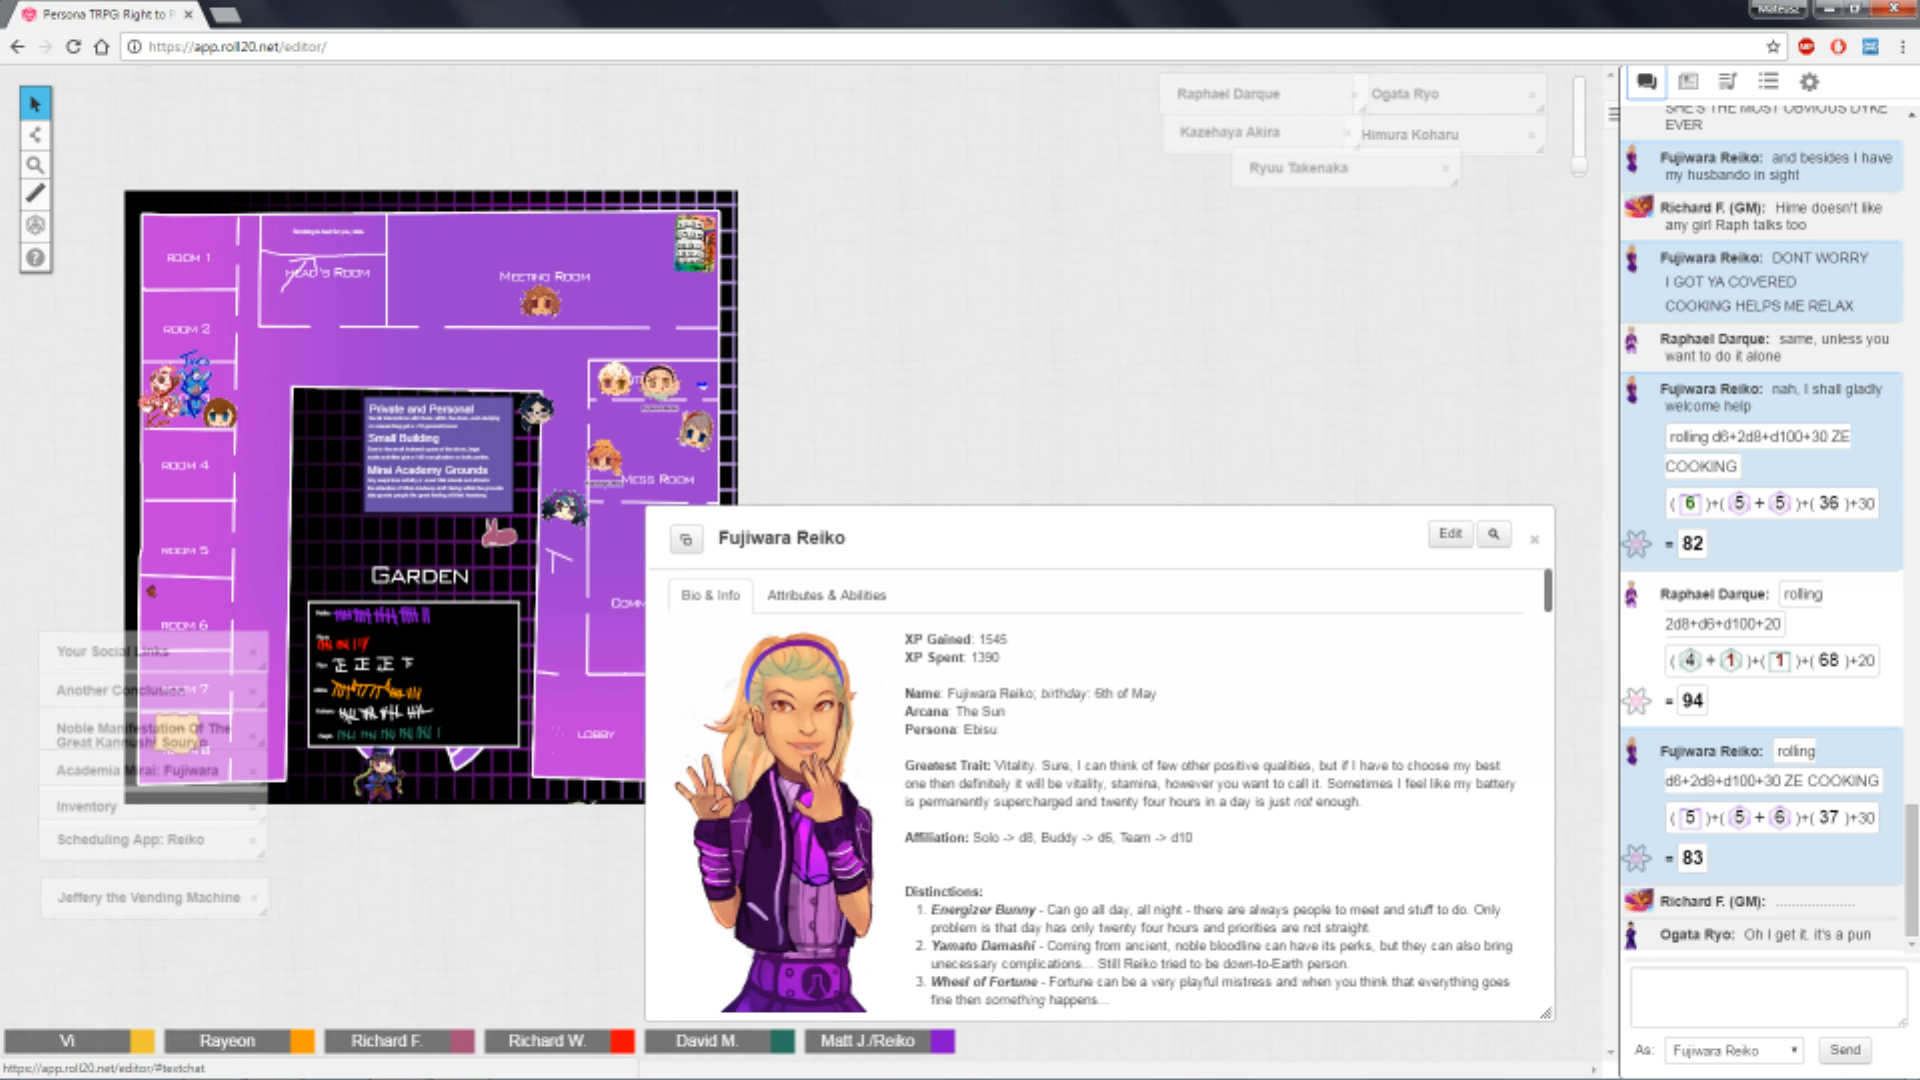 Persona TRPG: Right to F
Mateusz
https://app.roll20.net/editor/
Raphael Darque
Ogata Ryo
Kazehaya Akira
Himura Koharu
Ryuu Takenaka
ROOM 1
HEAD'S ROOM
MEETING ROOM
ROOM 2
Private and Personal
Small Building
Mirai Academy Grounds
ROOM 4
MESS ROOM
ROOM 5
GARDEN
COMM
ROOM 6
LOBBY
正 正 正 下
Your Social Links
Another Conclusion
Noble Manifestation Of The
Great Kannushi Souryo
Academia Mirai: Fujiwara
Inventory
Scheduling App: Reiko
Jeffery the Vending Machine
Fujiwara Reiko
Edit
Bio & Info
Attributes & Abilities
XP Gained: 1545
XP Spent: 1390
Name: Fujiwara Reiko; birthday: 6th of May
Arcana: The Sun
Persona: Ebisu
Greatest Trait: Vitality. Sure, I can think of few other positive qualities, but if I have to choose my best
one then definitely it will be vitality, stamina, however you want to call it. Sometimes I feel like my battery
is permanently supercharged and twenty four hours in a day is just not enough.
Affiliation: Solo -> d8, Buddy -> d6, Team -> d10
Distinctions:
1. Energizer Bunny - Can go all day, all night - there are always people to meet and stuff to do. Only
problem is that day has only twenty four hours and priorities are not straight.
2. Yamato Damashi - Coming from ancient, noble bloodline can have its perks, but they can also bring
unecessary complications... Still Reiko tried to be down-to-Earth person.
3. Wheel of Fortune - Fortune can be a very playful mistress and when you think that everything goes
fine then something happens...
SHE'S THE MOST OBVIOUS DYKE
EVER
Fujiwara Reiko: and besides I have
my husbando in sight
Richard F. (GM): Hime doesn't like
any girl Raph talks too
Fujiwara Reiko: DONT WORRY
I GOT YA COVERED
COOKING HELPS ME RELAX
Raphael Darque: same, unless you
want to do it alone
Fujiwara Reiko: nah, I shall gladly
welcome help
rolling d6+2d8+d100+30 ZE
COOKING
( 6 )+( 5 + 5 )+( 36 )+30
= 82
Raphael Darque: rolling
2d8+d6+d100+20
( 4 + 1 )+( 1 )+( 68 )+20
= 94
Fujiwara Reiko: rolling
d6+2d8+d100+30 ZE COOKING
( 5 )+( 5 + 6 )+( 37 )+30
= 83
Richard F. (GM): ....................
Ogata Ryo: Oh I get it. it's a pun
As: Fujiwara Reiko
Send
Vi
Rayeon
Richard F.
Richard W.
David M.
Matt J./Reiko
https://app.roll20.net/editor/#textchat